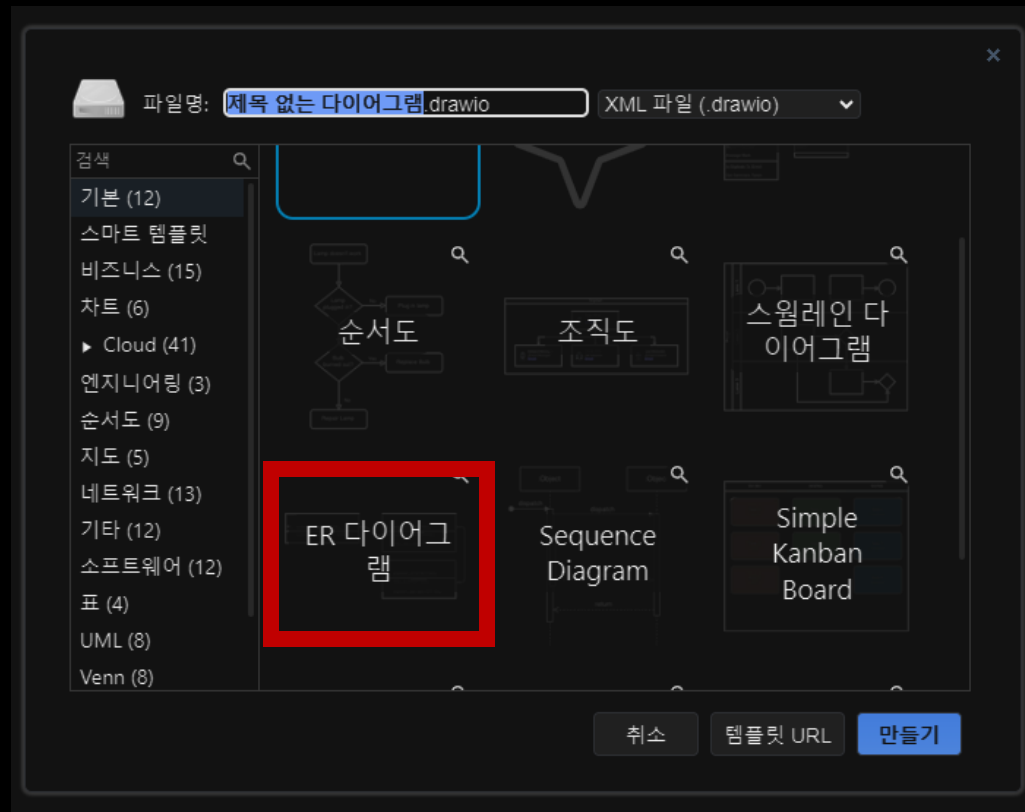 파일명: 제목 없는 다이어그램.drawio XML 파일 (.drawio)
검색
기본 (12)
스마트 템플릿
비즈니스 (15)
차트 (6)
Cloud (41)
엔지니어링 (3)
순서도 (9)
지도 (5)
네트워크 (13)
기타 (12)
소프트웨어 (12)
표 (4)
UML (8)
Venn (8)
순서도
조직도
스윔레인 다
이어그램
ER 다이어그
램
Sequence
Diagram
Simple
Kanban
Board
취소 템플릿 URL 만들기